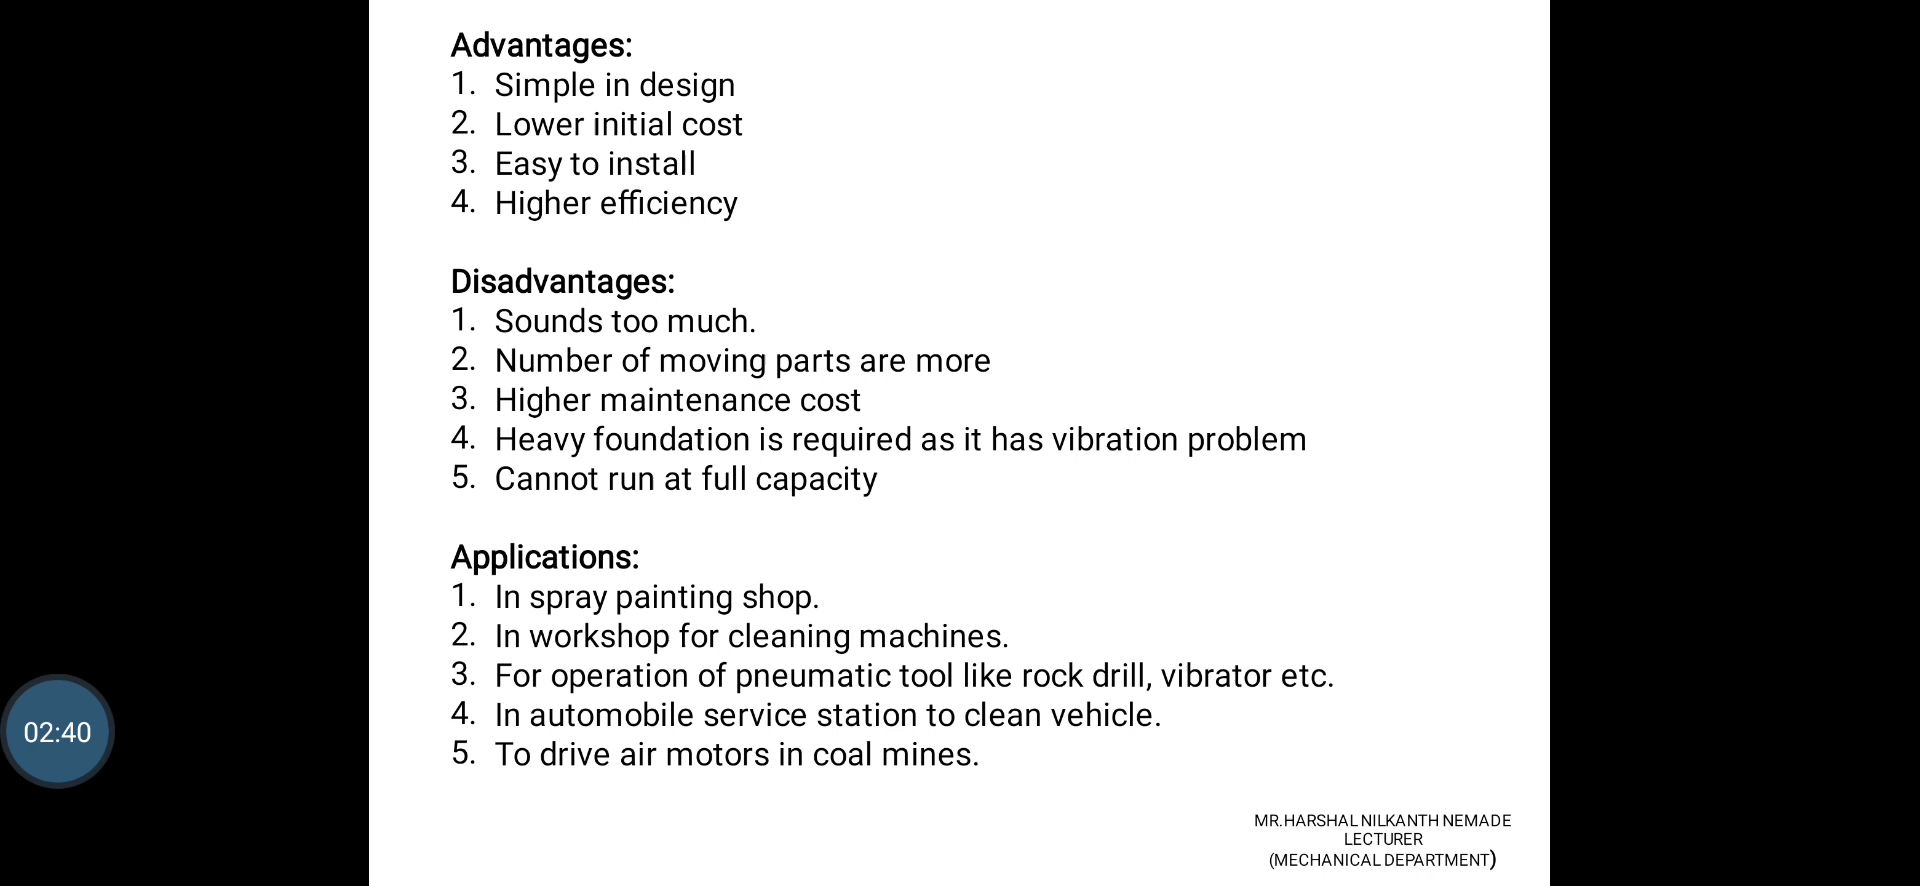 Advantages:
1. Simple in design
2. Lower initial cost
3. Easy to install
4. Higher efficiency
Disadvantages:
1. Sounds too much.
2. Number of moving parts are more
3. Higher maintenance cost
4. Heavy foundation is required as it has vibration problem
5. Cannot run at full capacity
Applications:
1. In spray painting shop.
2. In workshop for cleaning machines.
3. For operation of pneumatic tool like rock drill, vibrator etc.
4. In automobile service station to clean vehicle.
5. To drive air motors in coal mines.
02:40
MR.HARSHAL NILKANTH NEMADE
LECTURER
(MECHANICAL DEPARTMENT)